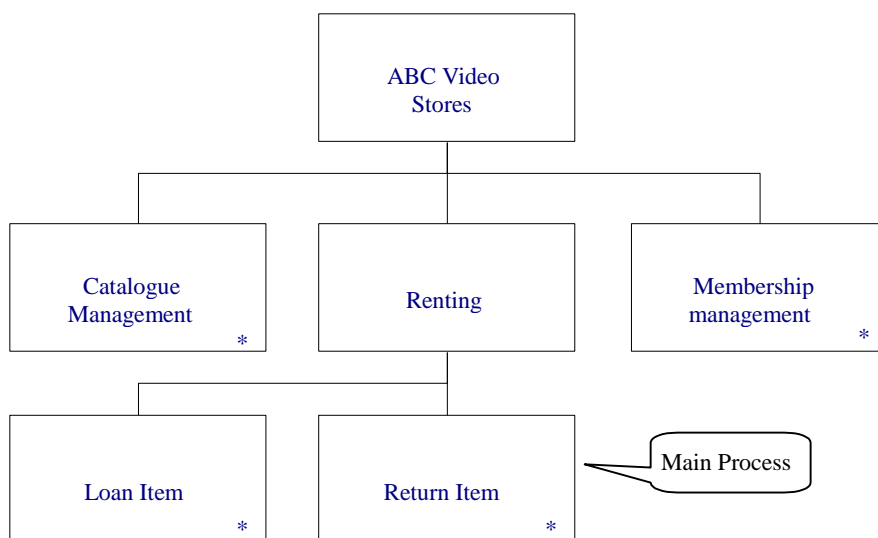 ABC Video
Stores
Catalogue
Management
*
Renting
Membership
management
*
Loan Item
*
Return Item
*
Main Process